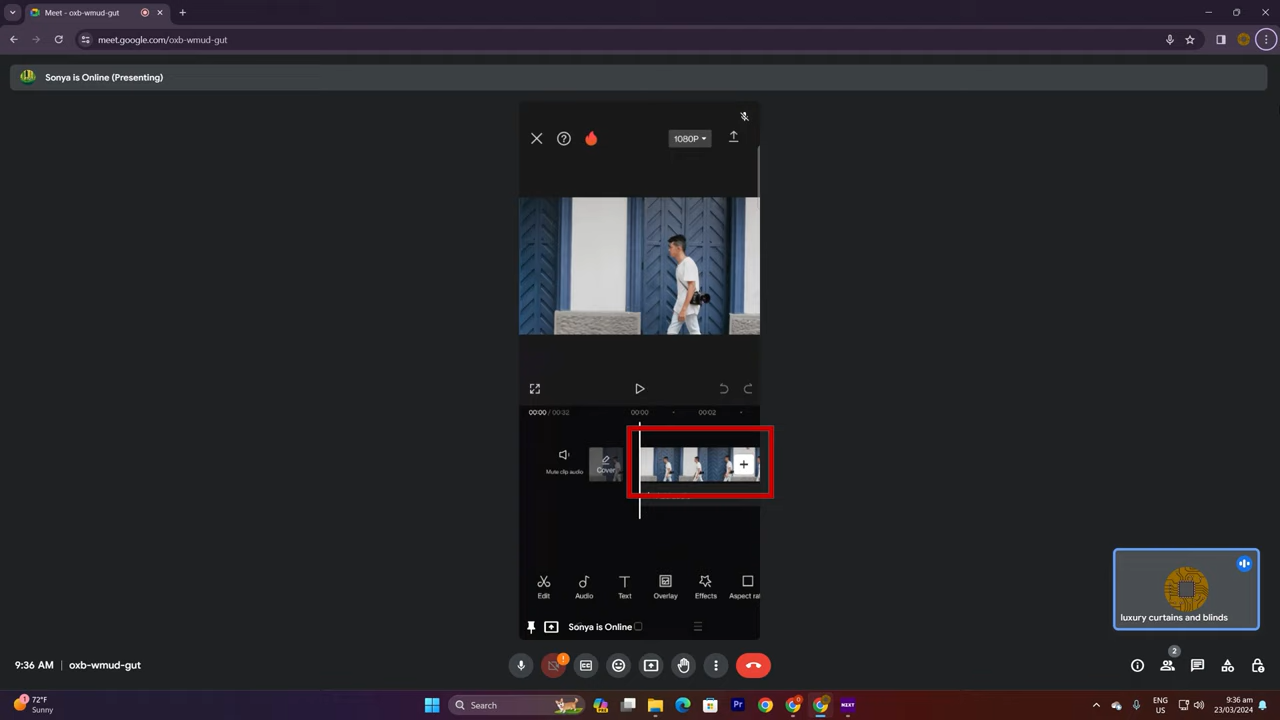 Meet - oxb-wmud-gut
meet.google.com/oxb-wmud-gut
Sonya is Online (Presenting)
1080P
00:00 / 00:32
00:00
00:02
Mute clip audio
Cover
Edit
Audio
Text
Overlay
Effects
Aspect rat
Sonya is Online
luxury curtains and blinds
2
9:36 AM
oxb-wmud-gut
72°F
Sunny
Search
ENG
US
9:36 am
23/03/2024